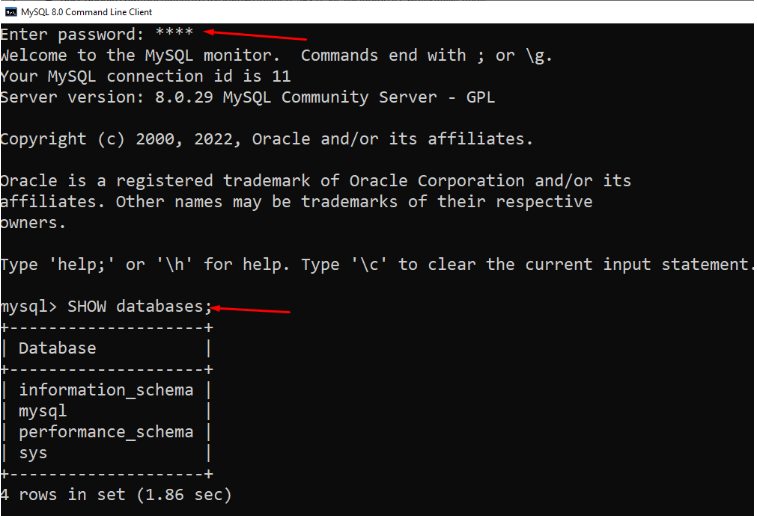 MySQL 8.0 Command Line Client
Enter password: ****
Welcome to the MySQL monitor.  Commands end with ; or \g.
Your MySQL connection id is 11
Server version: 8.0.29 MySQL Community Server - GPL
Copyright (c) 2000, 2022, Oracle and/or its affiliates.
Oracle is a registered trademark of Oracle Corporation and/or its
affiliates. Other names may be trademarks of their respective
owners.
Type 'help;' or '\h' for help. Type '\c' to clear the current input statement.
mysql> SHOW databases;
+--------------------+
| Database           |
+--------------------+
| information_schema |
| mysql              |
| performance_schema |
| sys                |
+--------------------+
4 rows in set (1.86 sec)